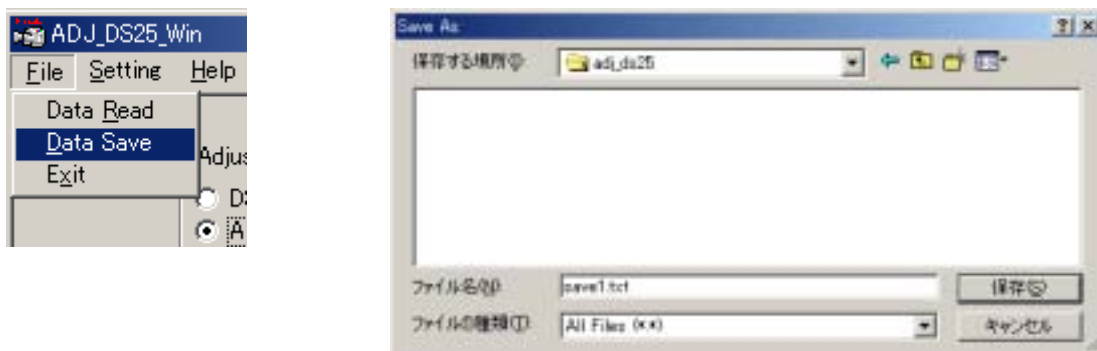 ADJ_DS25_Win
File Setting Help
Data Read
Data Save
Exit
Adjus
D
A
Save As
保存する場所(I):
adj_ds25
ファイル名(N):
save1.txt
保存(S)
ファイルの種類(T):
All Files (*.*)
キャンセル